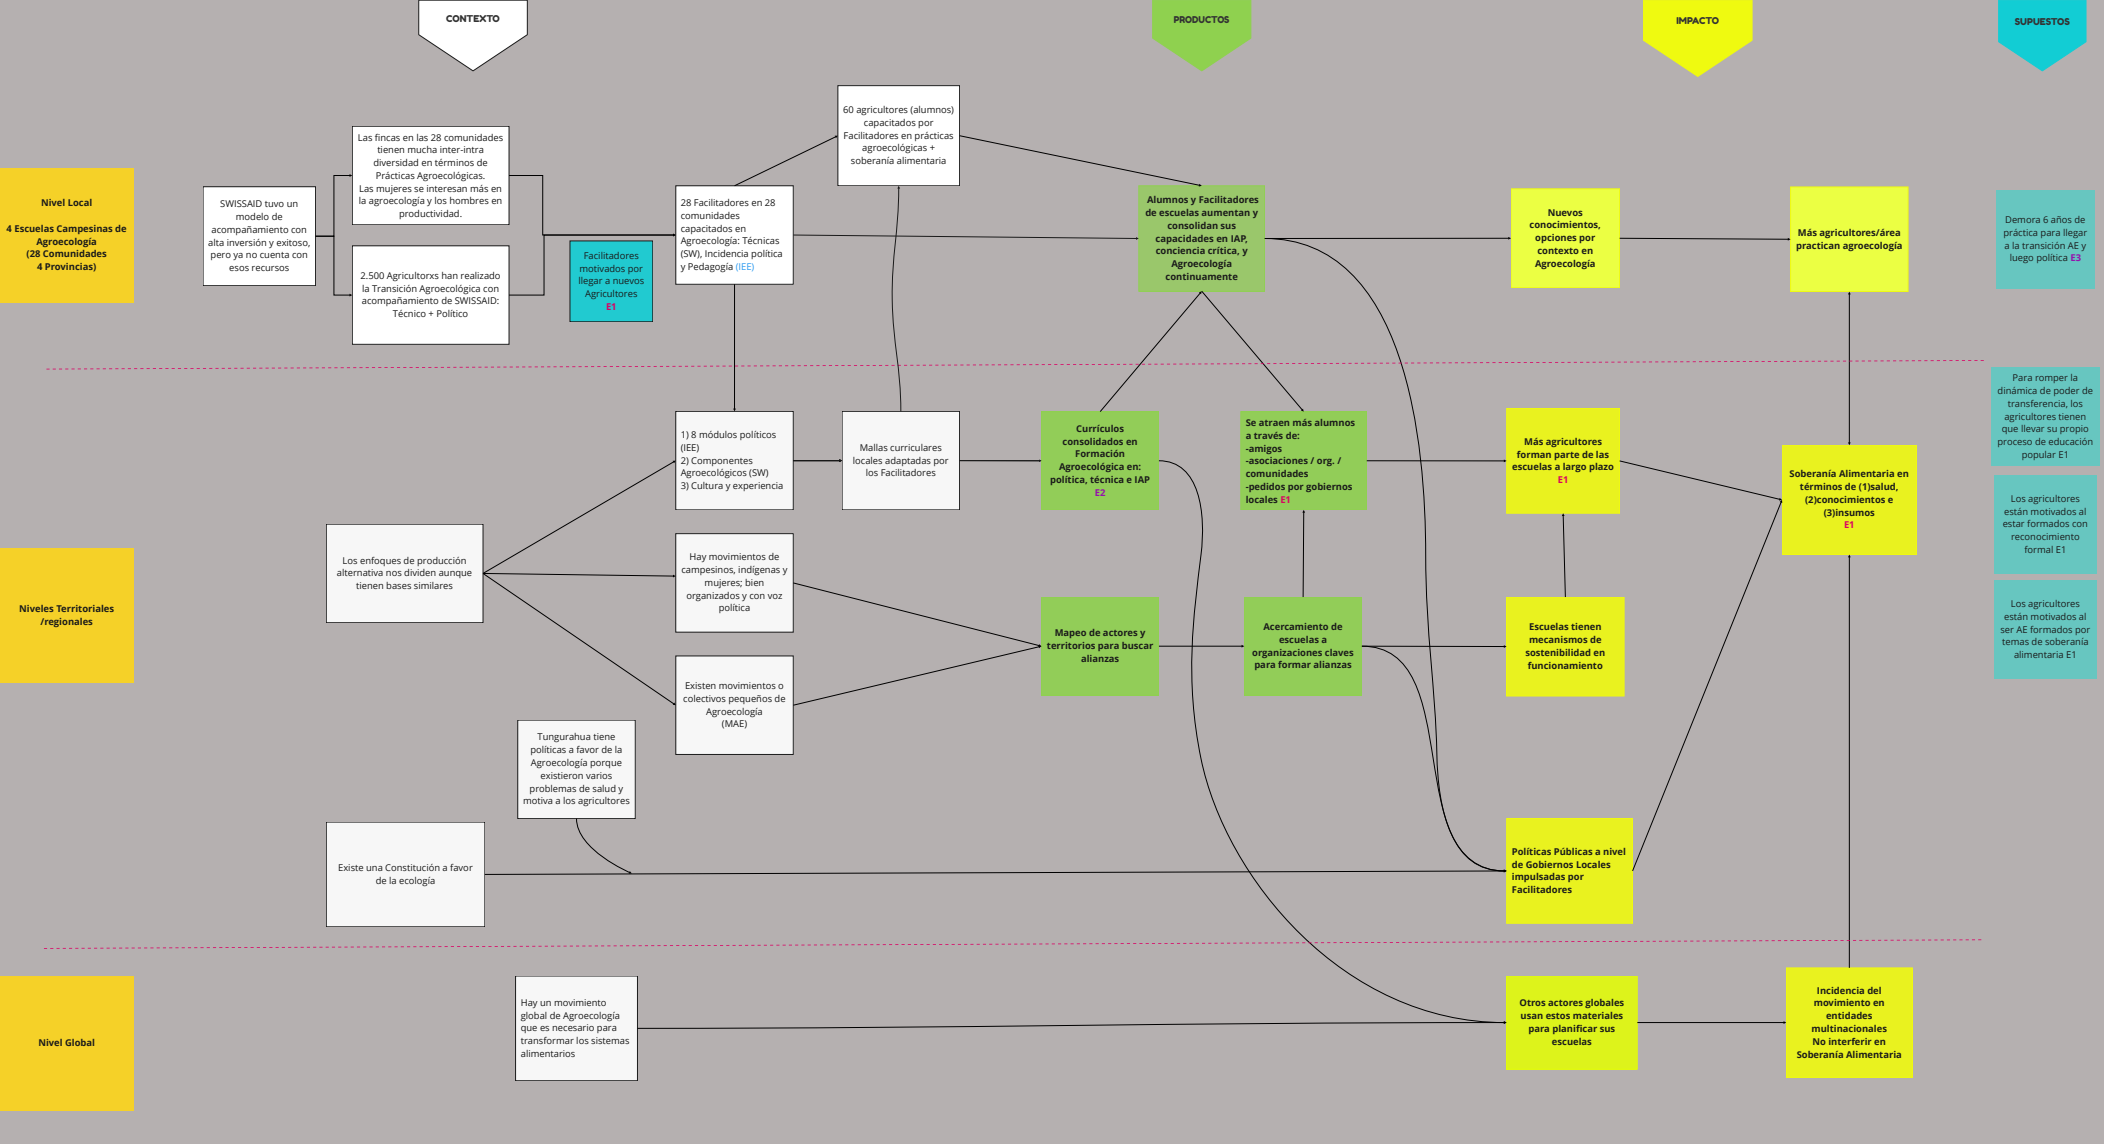 CONTEXTO
PRODUCTOS
IMPACTO
SUPUESTOS
Nivel Local
4 Escuelas Campesinas de
Agroecología
(28 Comunidades
4 Provincias)
SWISSAID tuvo un
modelo de
acompañamiento con
alta inversión y exitoso,
pero ya no cuenta con
esos recursos
Las fincas en las 28 comunidades
tienen mucha inter-intra
diversidad en términos de
Prácticas Agroecológicas.
Las mujeres se interesan más en
la agroecología y los hombres en
productividad.
2.500 Agricultorxs han realizado
la Transición Agroecológica con
acompañamiento de SWISSAID:
Técnico + Político
Facilitadores
motivados por
llegar a nuevos
Agricultores
E1
28 Facilitadores en 28
comunidades
capacitados en
Agroecología: Técnicas
(SW), Incidencia política
y Pedagogía (IEE)
60 agricultores (alumnos)
capacitados por
Facilitadores en prácticas
agroecológicas +
soberanía alimentaria
Alumnos y Facilitadores
de escuelas aumentan y
consolidan sus
capacidades en IAP,
conciencia crítica, y
Agroecología
continuamente
Nuevos
conocimientos,
opciones por
contexto en
Agroecología
Más agricultores/área
practican agroecología
Demora 6 años de
práctica para llegar
a la transición AE y
luego política E3
Niveles Territoriales
/regionales
Los enfoques de producción
alternativa nos dividen aunque
tienen bases similares
1) 8 módulos políticos
(IEE)
2) Componentes
Agroecológicos (SW)
3) Cultura y experiencia
Mallas curriculares
locales adaptadas por
los Facilitadores
Currículos
consolidados en
Formación
Agroecológica en:
política, técnica e IAP
E2
Se atraen más alumnos
a través de:
-amigos
-asociaciones / org. /
comunidades
-pedidos por gobiernos
locales E1
Más agricultores
forman parte de las
escuelas a largo plazo
E1
Soberanía Alimentaria en
términos de (1)salud,
(2)conocimientos e
(3)insumos
E1
Para romper la
dinámica de poder de
transferencia, los
agricultores tienen
que llevar su propio
proceso de educación
popular E1
Los agricultores
están motivados al
estar formados con
reconocimiento
formal E1
Los agricultores
están motivados al
ser AE formados por
temas de soberanía
alimentaria E1
Hay movimientos de
campesinos, indígenas y
mujeres; bien
organizados y con voz
política
Existen movimientos o
colectivos pequeños de
Agroecología
(MAE)
Mapeo de actores y
territorios para buscar
alianzas
Acercamiento de
escuelas a
organizaciones claves
para formar alianzas
Escuelas tienen
mecanismos de
sostenibilidad en
funcionamiento
Tungurahua tiene
políticas a favor de la
Agroecología porque
existieron varios
problemas de salud y
motiva a los agricultores
Existe una Constitución a favor
de la ecología
Políticas Públicas a nivel
de Gobiernos Locales
impulsadas por
Facilitadores
Nivel Global
Hay un movimiento
global de Agroecología
que es necesario para
transformar los sistemas
alimentarios
Otros actores globales
usan estos materiales
para planificar sus
escuelas
Incidencia del
movimiento en
entidades
multinacionales
No interferir en
Soberanía Alimentaria